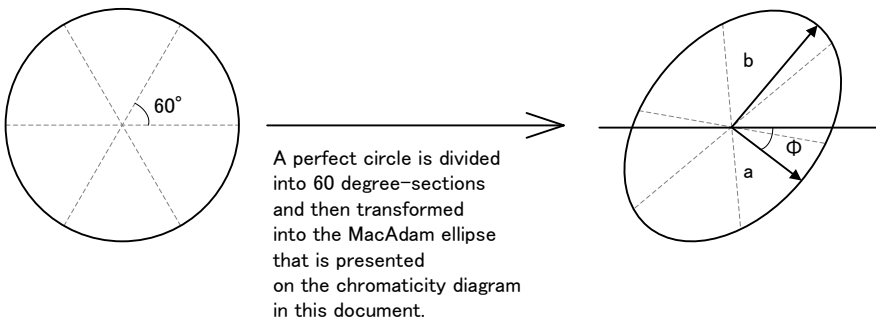 60°
A perfect circle is divided
into 60 degree-sections
and then transformed
into the MacAdam ellipse
that is presented
on the chromaticity diagram
in this document.
b
Φ
a